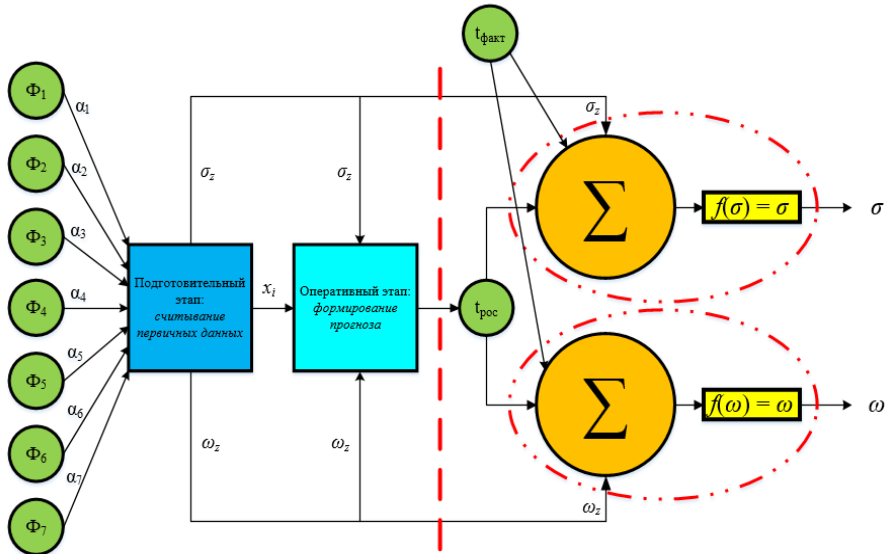 tфакт
Ф1
α1
σz
Ф2
α2
σz
σz
∑
f(σ) = σ
σ
Ф3
α3
Подготовительный
этап:
считывание
первичных данных
xi
Оперативный этап:
формирование
прогноза
Ф4
α4
tрос
Ф5
α5
Ф6
α6
ωz
ωz
∑
f(ω) = ω
ω
Ф7
α7
ωz